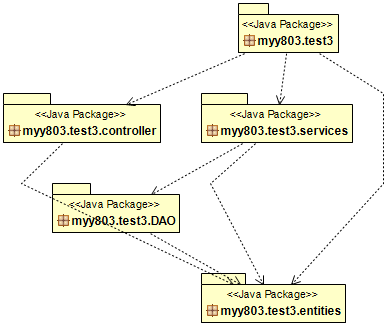 <<Java Package>>
myy803.test3
<<Java Package>>
myy803.test3.controller
<<Java Package>>
myy803.test3.services
<<Java Package>>
myy803.test3.DAO
<<Java Package>>
myy803.test3.entities